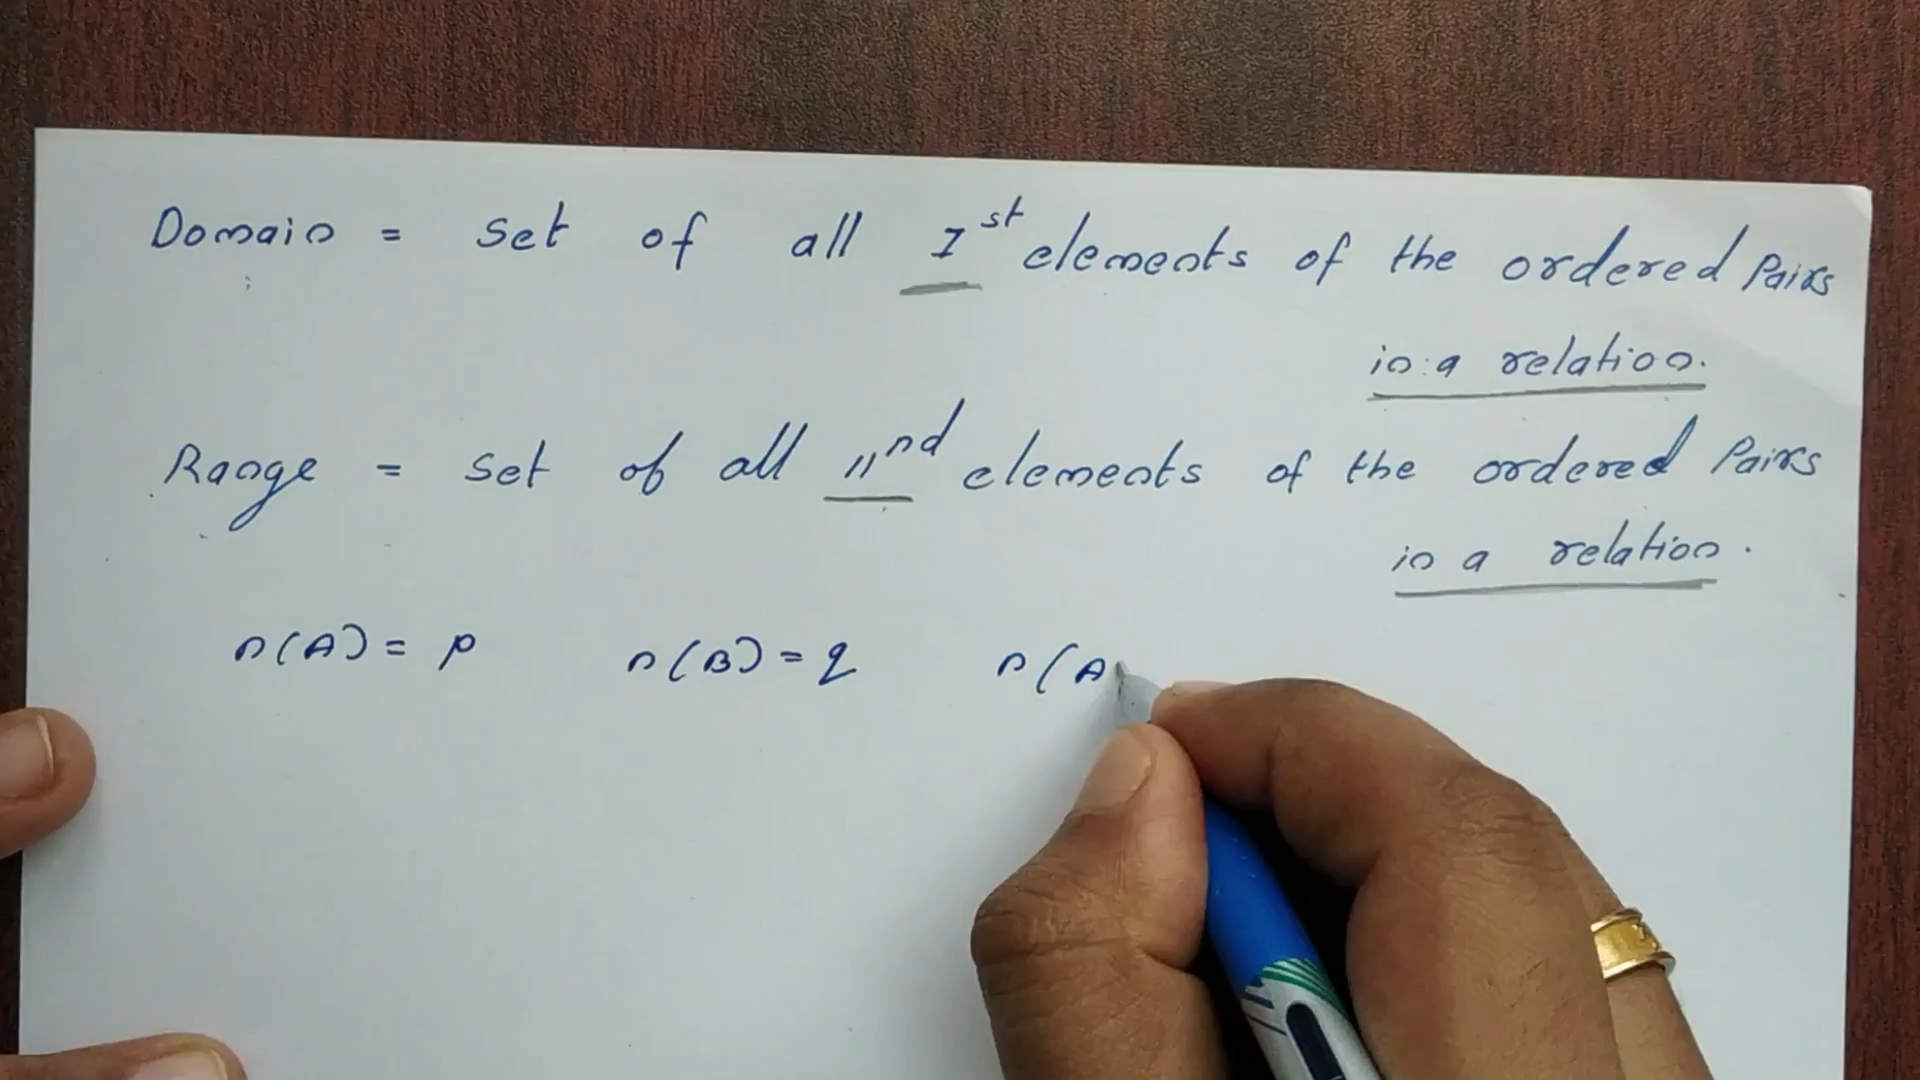 Domain = set of all Ist elements of the ordered Pairs
in a relation.
Range = set of all IInd elements of the ordered Pairs
in a relation.
n(A) = p n(B) = q n(A